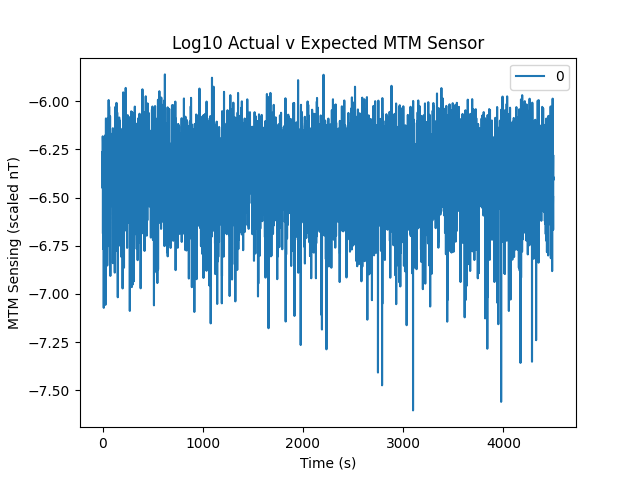 Log10 Actual v Expected MTM Sensor
0
−6.00
−6.25
−6.50
−6.75
−7.00
−7.25
−7.50
MTM Sensing (scaled nT)
0 1000 2000 3000 4000
Time (s)